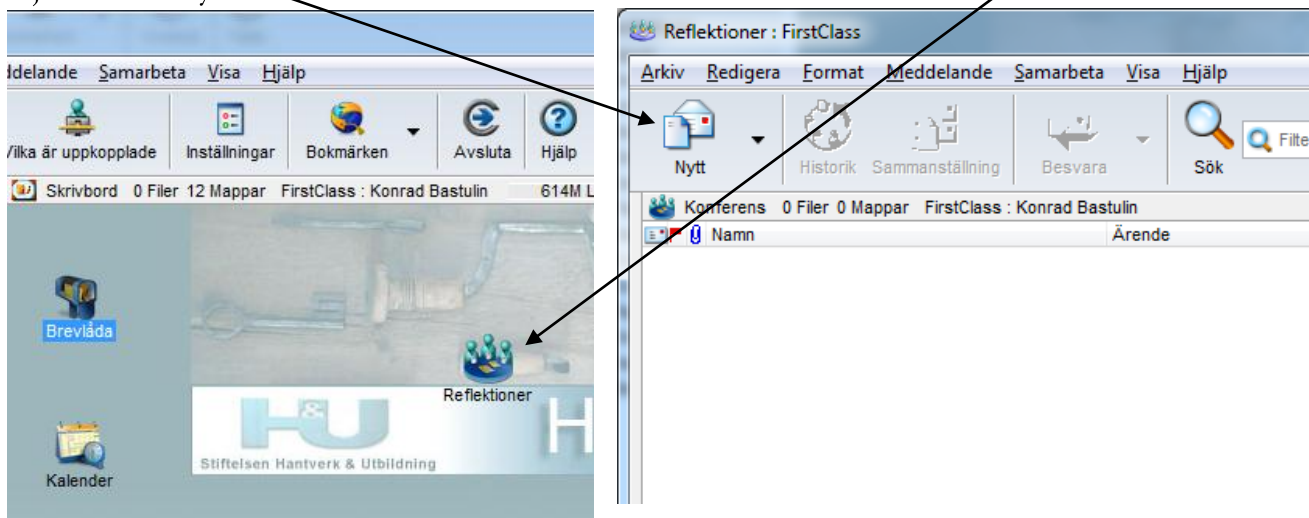 ddelande Samarbeta Visa Hjälp
Vilka är uppkopplade Inställningar Bokmärken Avsluta Hjälp
Skrivbord 0 Filer 12 Mappar FirstClass : Konrad Bastulin 614M L
Brevlåda
Reflektioner
H&U H
Stiftelsen Hantverk & Utbildning
Kalender
Reflektioner : FirstClass
Arkiv Redigera Format Meddelande Samarbeta Visa Hjälp
Nytt Historik Sammanställning Besvara Sök Filte
Konferens 0 Filer 0 Mappar FirstClass : Konrad Bastulin
Namn Ärende